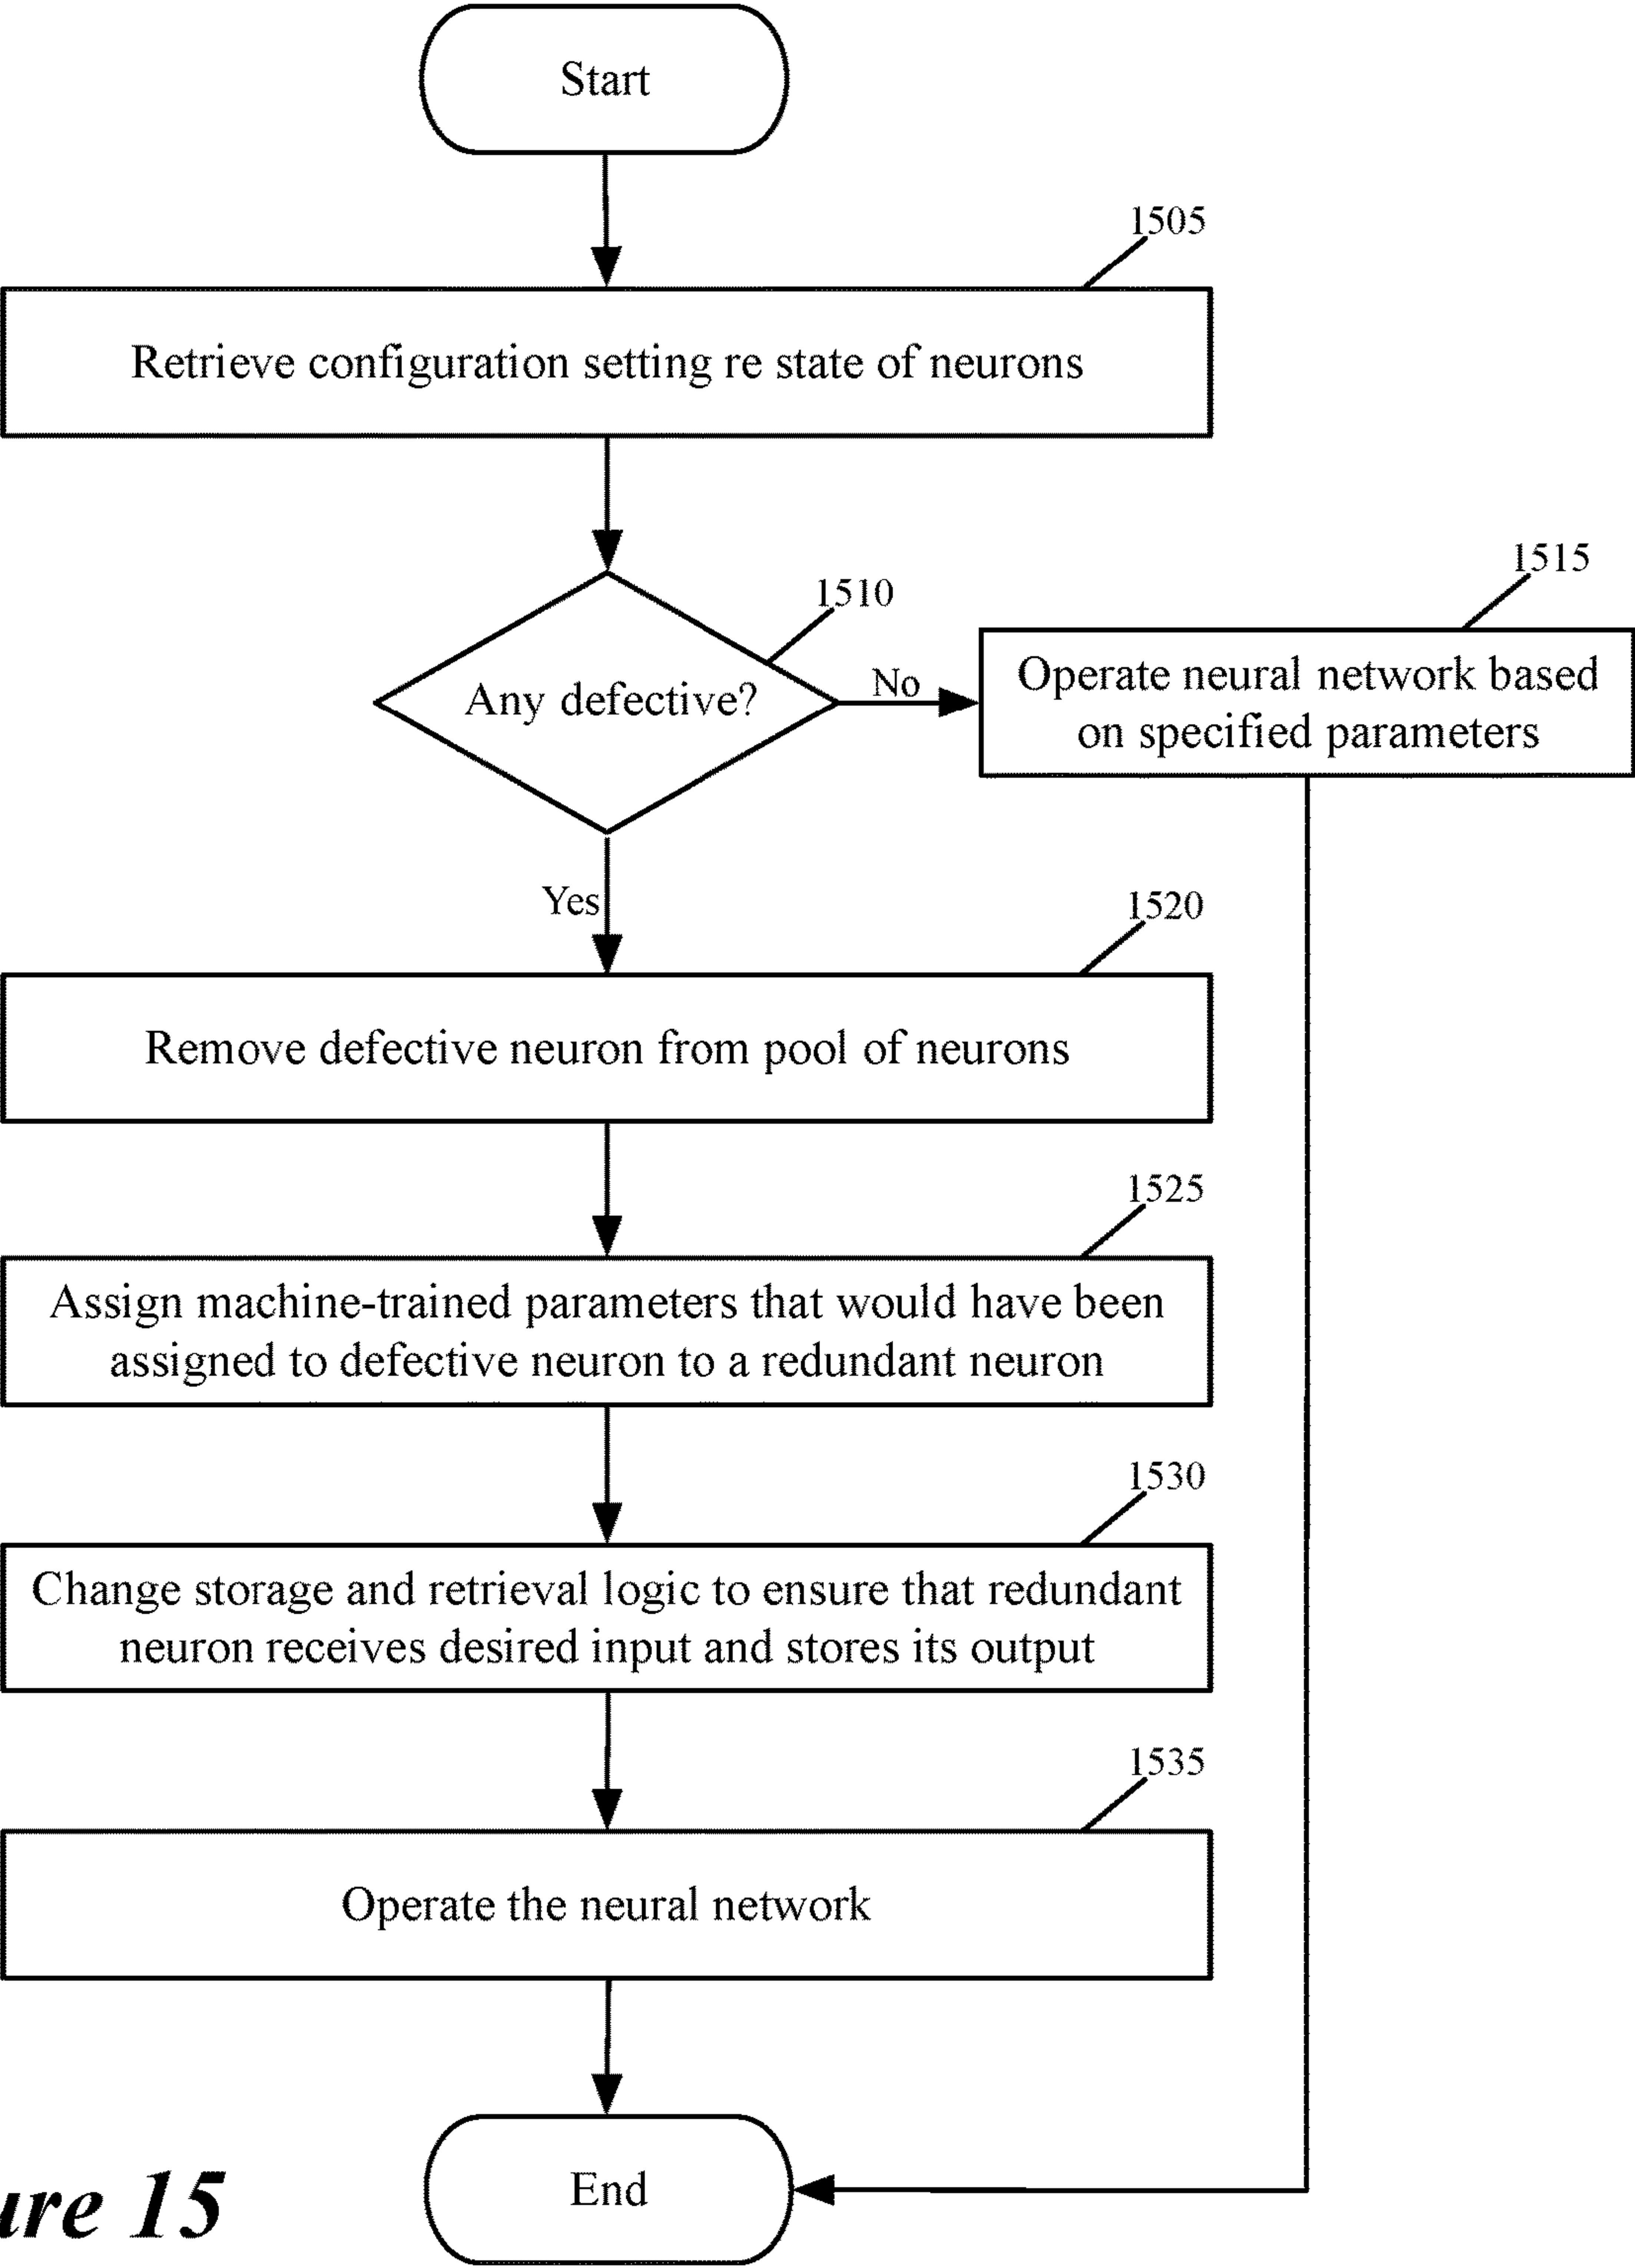 Start
1505
Retrieve configuration setting re state of neurons
1510
Any defective?
No
1515
Operate neural network based
on specified parameters
Yes
1520
Remove defective neuron from pool of neurons
1525
Assign machine-trained parameters that would have been
assigned to defective neuron to a redundant neuron
1530
Change storage and retrieval logic to ensure that redundant
neuron receives desired input and stores its output
1535
Operate the neural network
End
ure 15